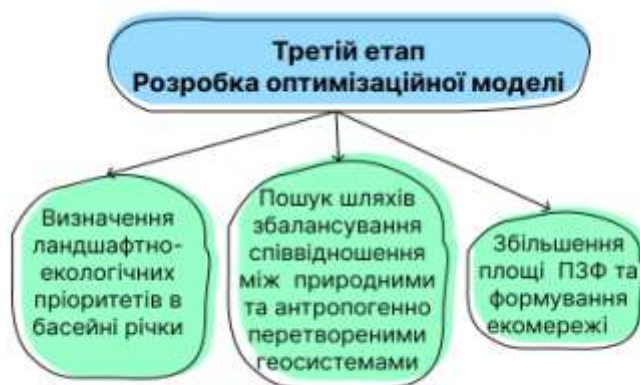 Третій етап
Розробка оптимізаційної моделі
Визначення
ландшафтно-
екологічних
пріоритетів в
басейні річки
Пошук шляхів
збалансування
співвідношення
між природними
та антропогенно
перетвореними
геосистемами
Збільшення
площі ПЗФ та
формування
екомережі